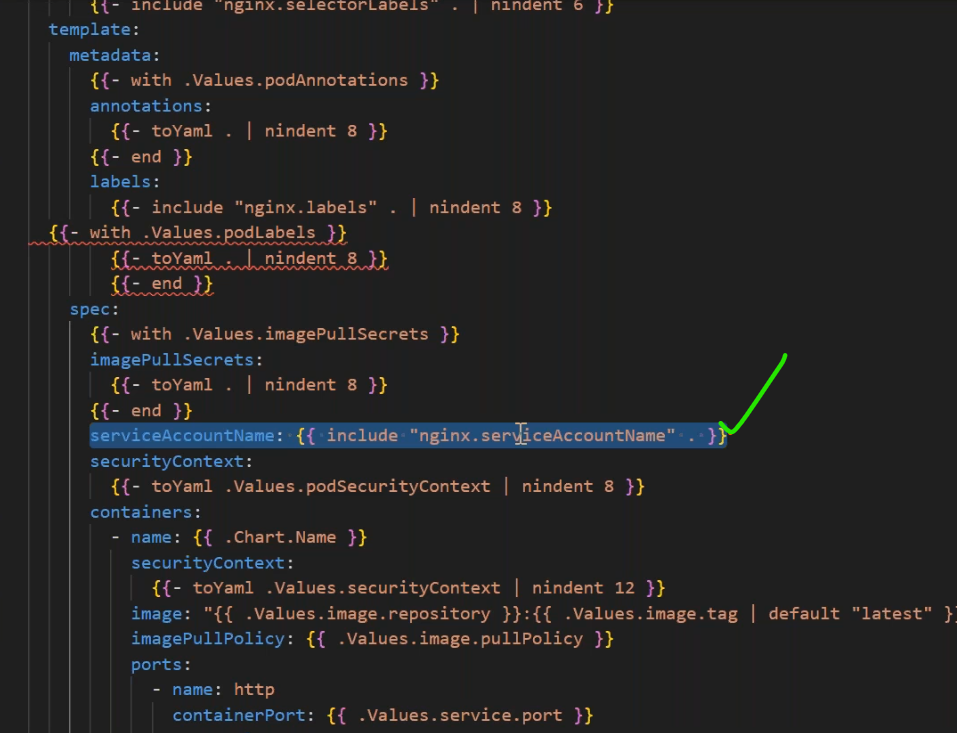 {{- include "nginx.selectorLabels" . | nindent 6 }}
template:
metadata:
{{- with .Values.podAnnotations }}
annotations:
{{- toYaml . | nindent 8 }}
{{- end }}
labels:
{{- include "nginx.labels" . | nindent 8 }}
{{- with .Values.podLabels }}
{{- toYaml . | nindent 8 }}
{{- end }}
spec:
{{- with .Values.imagePullSecrets }}
imagePullSecrets:
{{- toYaml . | nindent 8 }}
{{- end }}
serviceAccountName: {{ include "nginx.serviceAccountName" . }}
securityContext:
{{- toYaml .Values.podSecurityContext | nindent 8 }}
containers:
- name: {{ .Chart.Name }}
securityContext:
{{- toYaml .Values.securityContext | nindent 12 }}
image: "{{ .Values.image.repository }}:{{ .Values.image.tag | default "latest" }
imagePullPolicy: {{ .Values.image.pullPolicy }}
ports:
- name: http
containerPort: {{ .Values.service.port }}